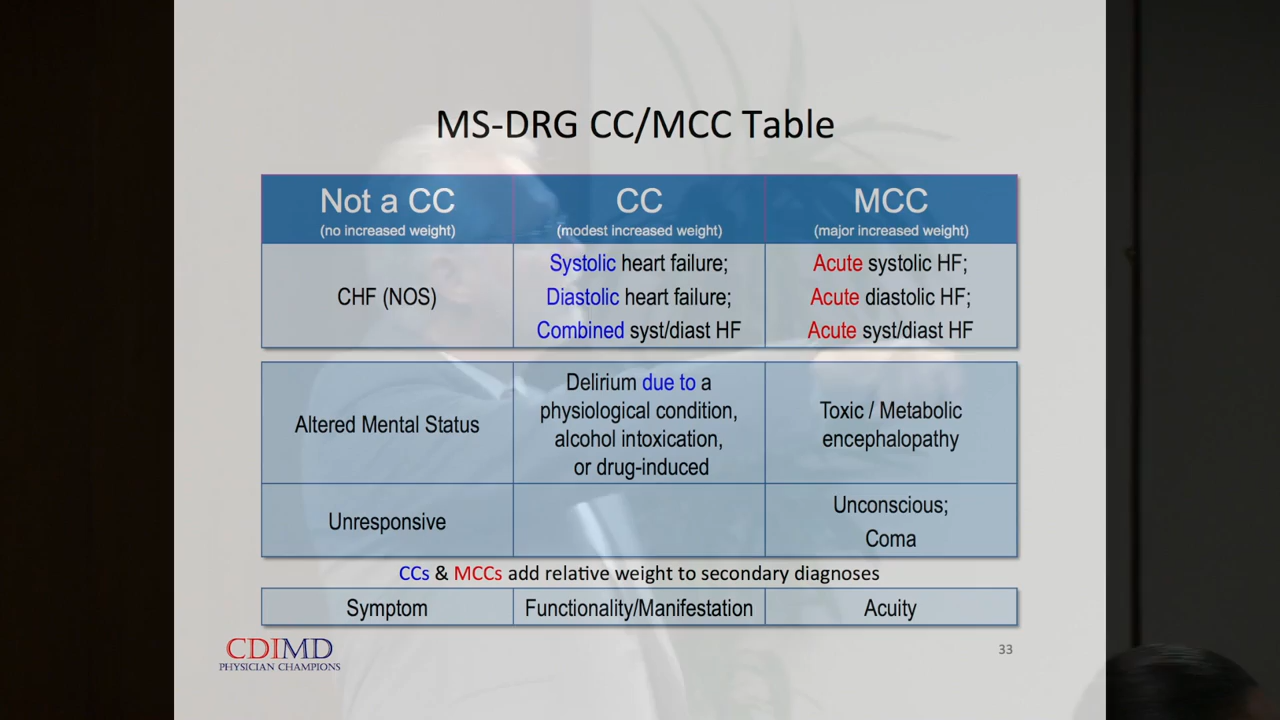 MS-DRG CC/MCC Table
Not a CC
(no increased weight)
CC
(modest increased weight)
MCC
(major increased weight)
CHF (NOS)
Systolic heart failure;
Diastolic heart failure;
Combined syst/diast HF
Acute systolic HF;
Acute diastolic HF;
Acute syst/diast HF
Altered Mental Status
Delirium due to a
physiological condition,
alcohol intoxication,
or drug-induced
Toxic / Metabolic
encephalopathy
Unresponsive
Unconscious;
Coma
CCs & MCCs add relative weight to secondary diagnoses
Symptom
Functionality/Manifestation
Acuity
CDIMD
PHYSICIAN CHAMPIONS
33